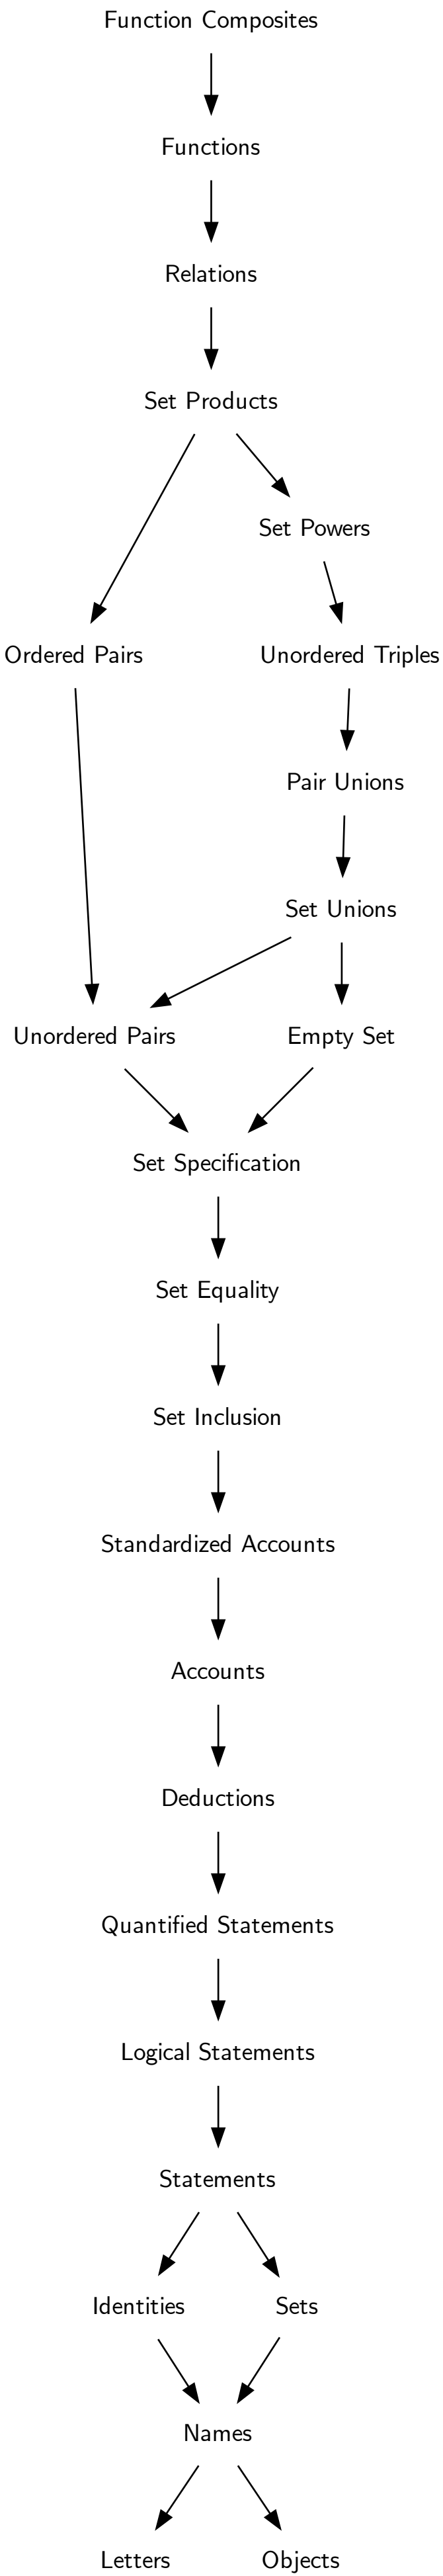 Function Composites
Functions
Relations
Set Products
Set Powers
Ordered Pairs
Unordered Triples
Pair Unions
Set Unions
Unordered Pairs
Empty Set
Set Specification
Set Equality
Set Inclusion
Standardized Accounts
Accounts
Deductions
Quantified Statements
Logical Statements
Statements
Identities
Sets
Names
Letters
Objects